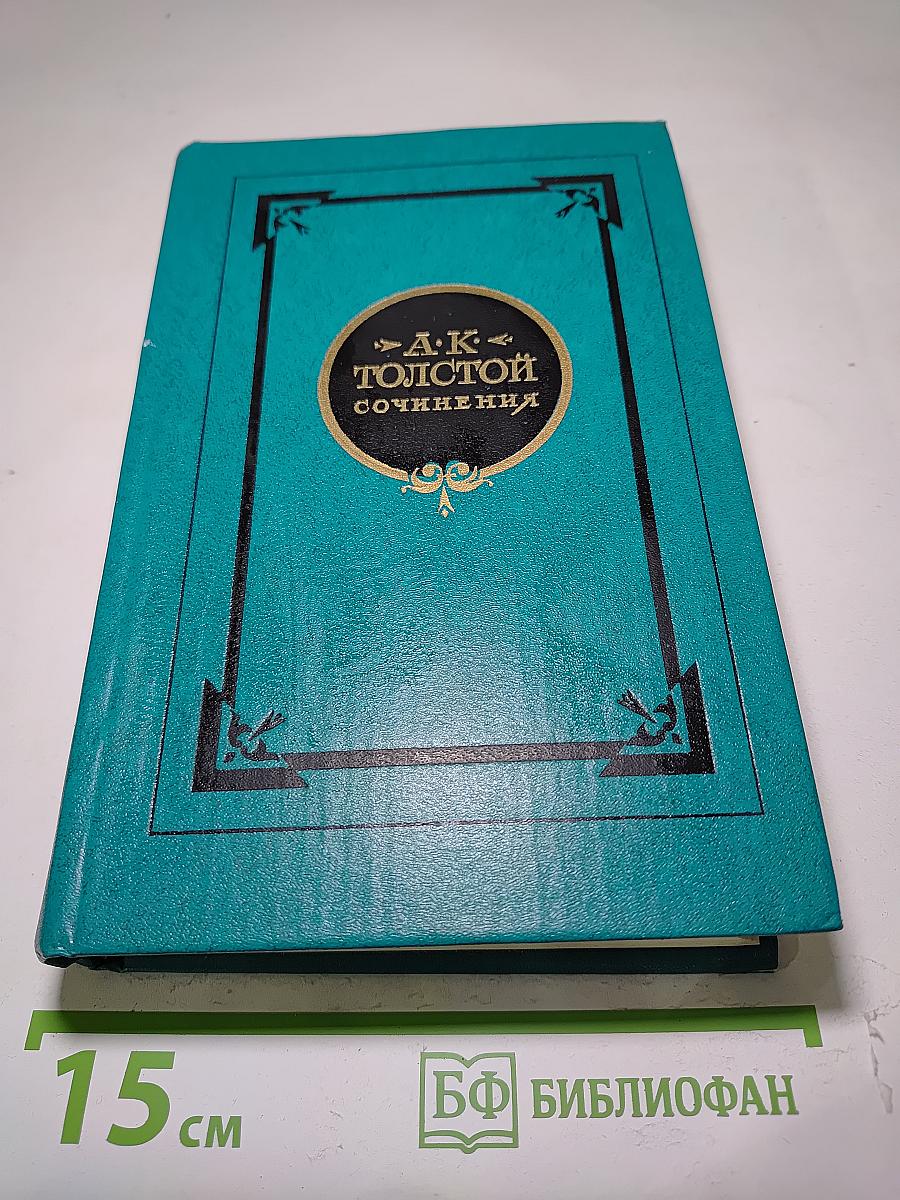 А·К·
ТОЛСТОЙ
СОЧИНЕНИЯ
15 см
БФ БИБЛИОФАН